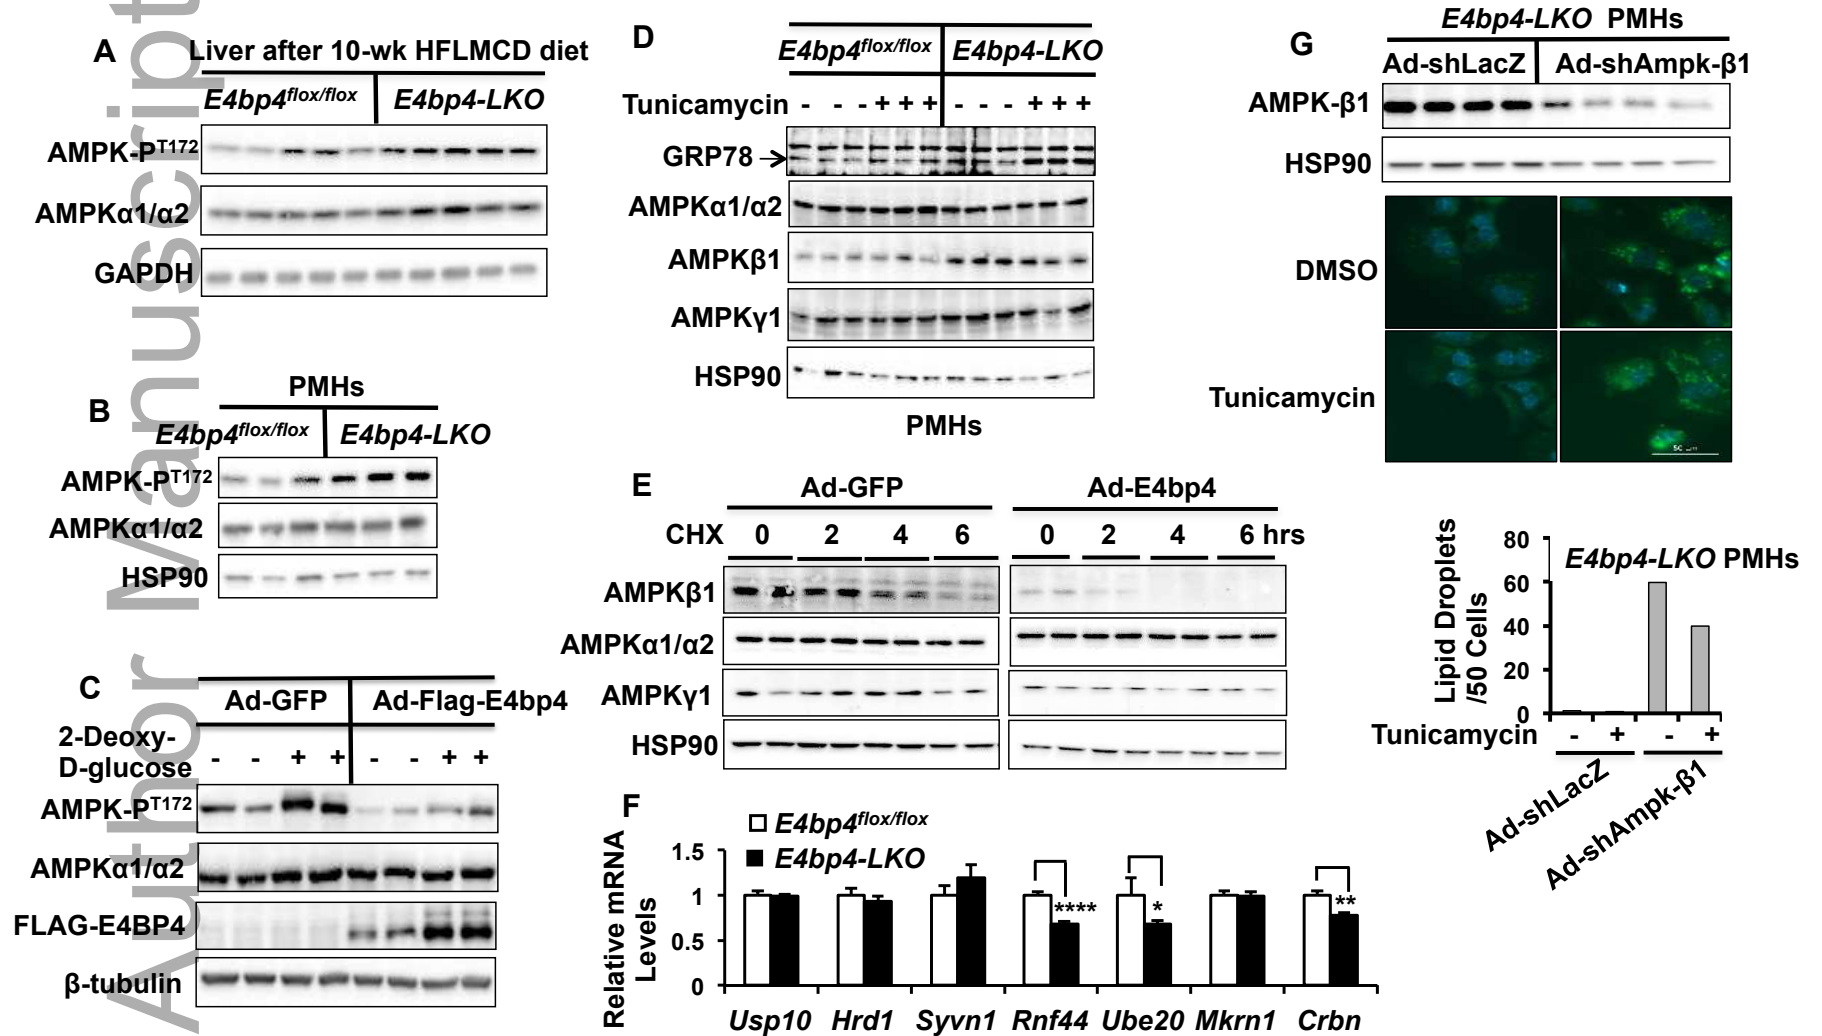 Author Manuscript
A
Liver after 10-wk HFLMCD diet
E4bp4flox/flox E4bp4-LKO
AMPK-PT172
AMPKα1/α2
GAPDH
B
PMHs
E4bp4flox/flox E4bp4-LKO
AMPK-PT172
AMPKα1/α2
HSP90
C
Ad-GFP Ad-Flag-E4bp4
2-Deoxy-
D-glucose - - + + - - + +
AMPK-PT172
AMPKα1/α2
FLAG-E4BP4
β-tubulin
D
E4bp4flox/flox E4bp4-LKO
Tunicamycin - - - + + + - - - + + +
GRP78
AMPKα1/α2
AMPKβ1
AMPKγ1
HSP90
PMHs
E
Ad-GFP Ad-E4bp4
CHX 0 2 4 6 0 2 4 6 hrs
AMPKβ1
AMPKα1/α2
AMPKγ1
HSP90
F
E4bp4flox/flox
E4bp4-LKO
Relative mRNA
Levels
1.5
1
0.5
0
**** * **
Usp10 Hrd1 Syvn1 Rnf44 Ube20 Mkrn1 Crbn
G
E4bp4-LKO PMHs
Ad-shLacZ Ad-shAmpk-β1
AMPK-β1
HSP90
DMSO
Tunicamycin
Lipid Droplets
/50 Cells
80
60
40
20
0
E4bp4-LKO PMHs
Tunicamycin - + - +
Ad-shLacZ
Ad-shAmpk-β1